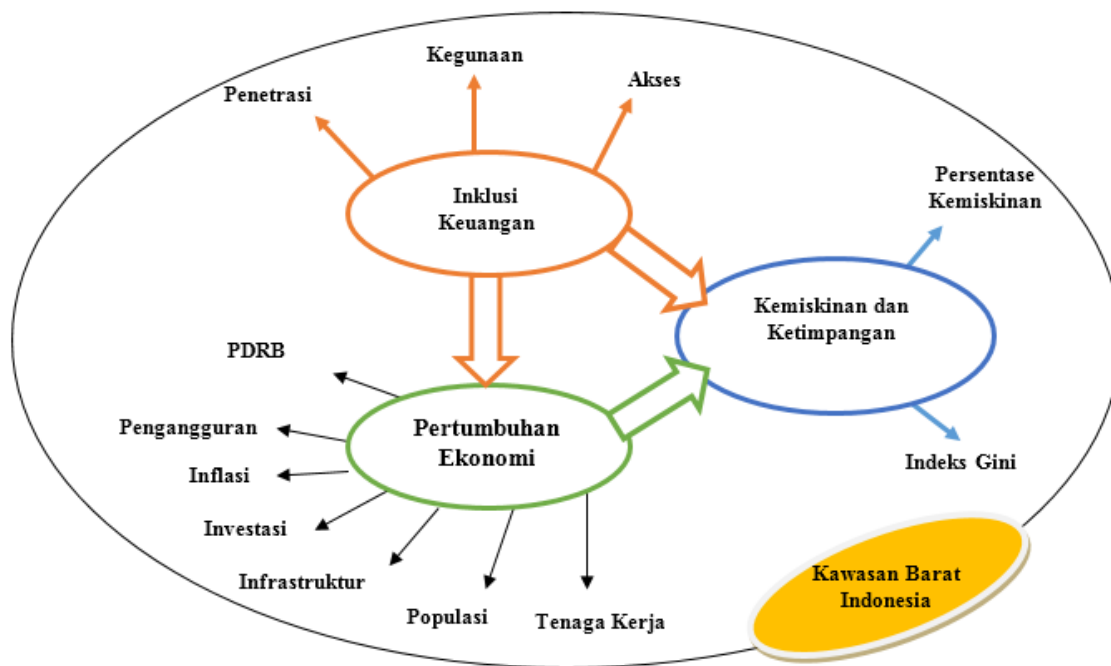 Kegunaan
Akses
Penetrasi
Persentase
Kemiskinan
Inklusi
Keuangan
Kemiskinan dan
Ketimpangan
PDRB
Pertumbuhan
Ekonomi
Pengangguran
Inflasi
Indeks Gini
Investasi
Infrastruktur
Populasi
Tenaga Kerja
Kawasan Barat
Indonesia